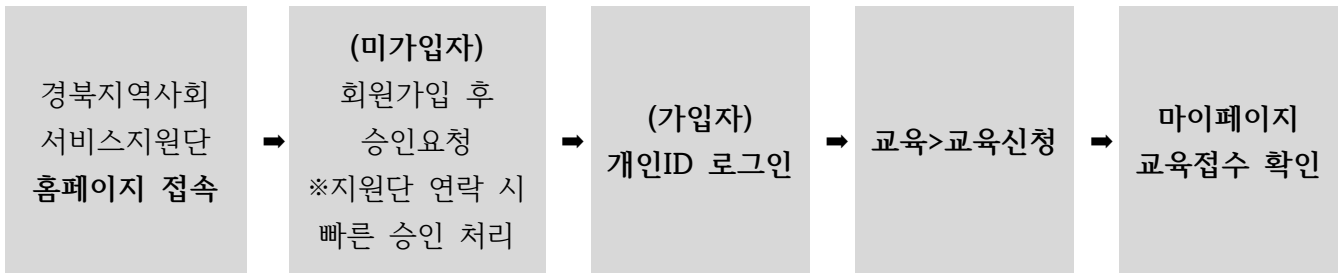 경북지역사회
서비스지원단
홈페이지 접속
➡
(미가입자)
회원가입 후
승인요청
※지원단 연락 시
빠른 승인 처리
➡
(가입자)
개인ID 로그인
➡
교육>교육신청
➡
마이페이지
교육접수 확인